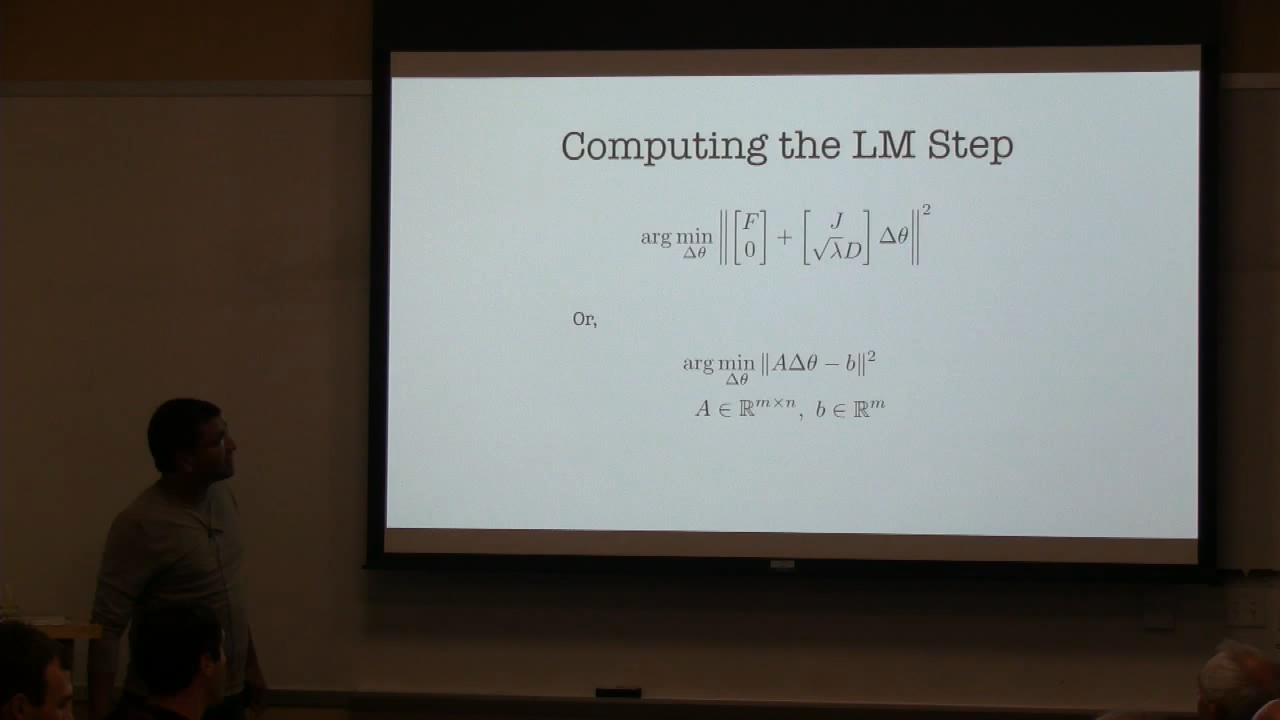 Computing the LM Step
arg min_{Δθ} ‖ [F; 0] + [J; √λD] Δθ ‖²
Or,
arg min_{Δθ} ‖AΔθ − b‖²
A ∈ ℝ^{m×n}, b ∈ ℝ^m